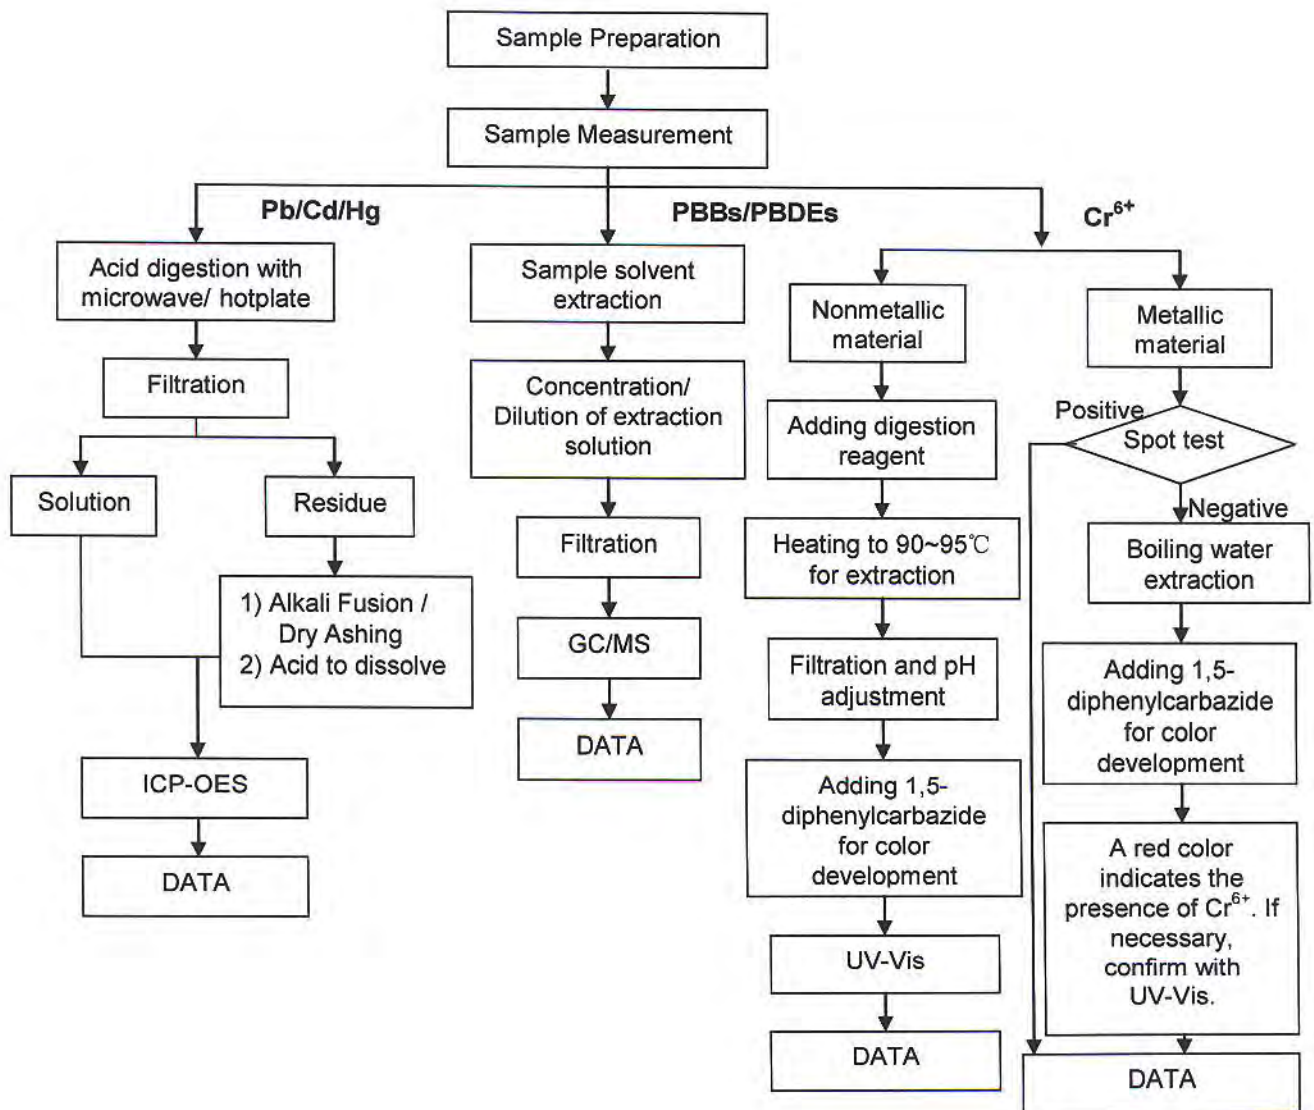 Sample Preparation
Sample Measurement
Pb/Cd/Hg
PBBs/PBDEs
Cr⁶⁺
Acid digestion with
microwave/ hotplate
Filtration
Solution
Residue
1) Alkali Fusion /
Dry Ashing
2) Acid to dissolve
ICP-OES
DATA
Sample solvent
extraction
Concentration/
Dilution of extraction
solution
Filtration
GC/MS
DATA
Nonmetallic
material
Adding digestion
reagent
Heating to 90~95℃
for extraction
Filtration and pH
adjustment
Adding 1,5-
diphenylcarbazide
for color
development
UV-Vis
DATA
Metallic
material
Positive
Spot test
Negative
Boiling water
extraction
Adding 1,5-
diphenylcarbazide
for color
development
A red color
indicates the
presence of Cr⁶⁺. If
necessary,
confirm with
UV-Vis.
DATA